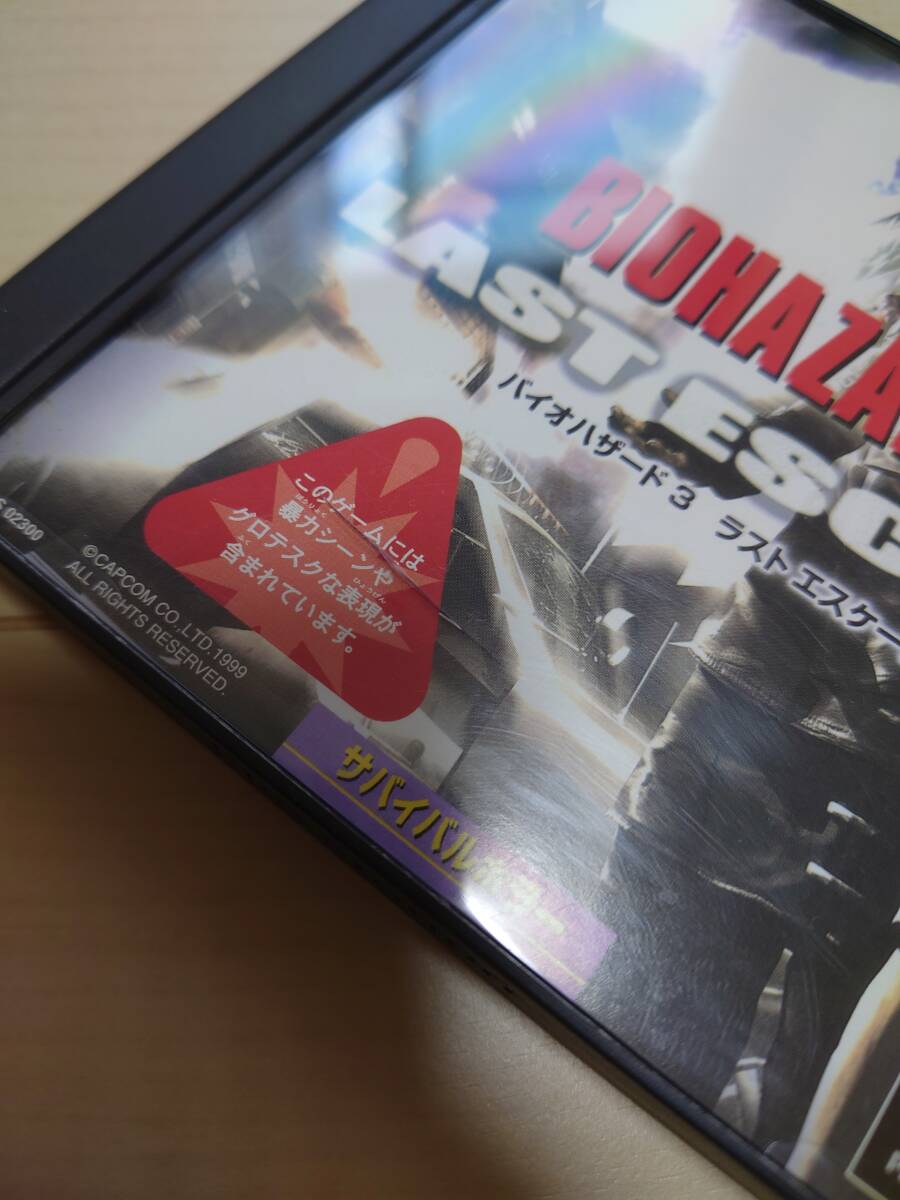 BIOHAZA
LAST ESC
バイオハザード3 ラスト エスケー
このゲームには
暴力シーンや
グロテスクな表現が
含まれています。
S 02300
©CAPCOM CO.,LTD.1999
ALL RIGHTS RESERVED.
サバイバルホラー